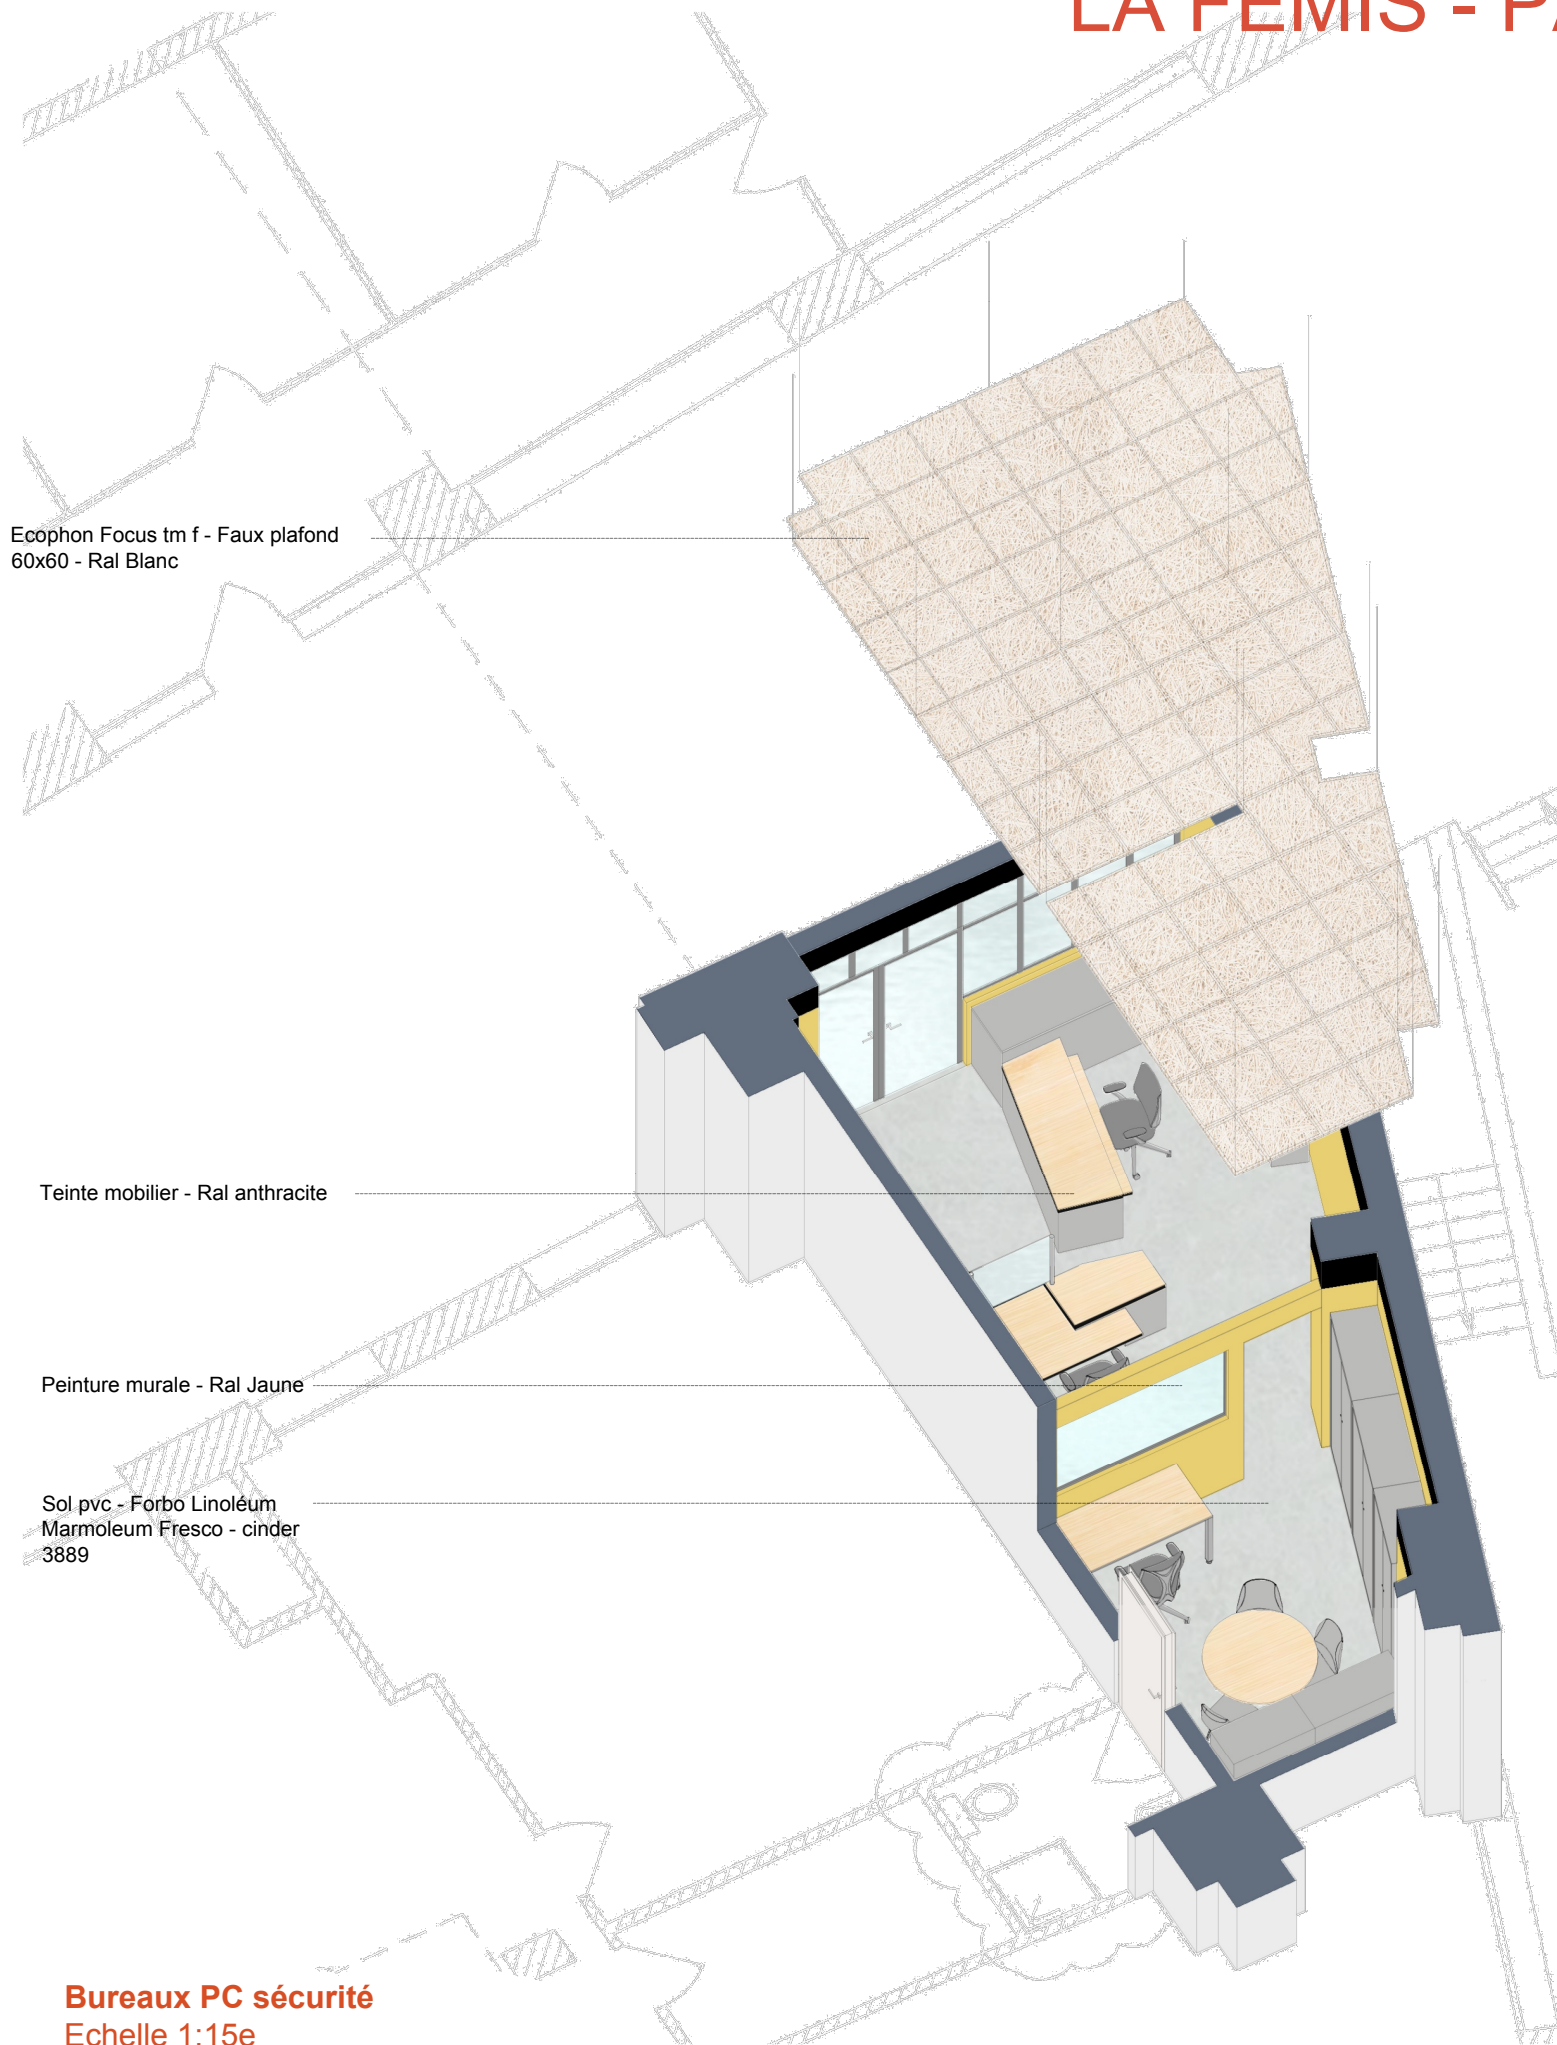 LA FEMIS - PA
Ecophon Focus tm f - Faux plafond
60x60 - Ral Blanc
Teinte mobilier - Ral anthracite
Peinture murale - Ral Jaune
Sol pvc - Forbo Linoléum
Marmoleum Fresco - cinder
3889
Bureaux PC sécurité
Echelle 1:15e